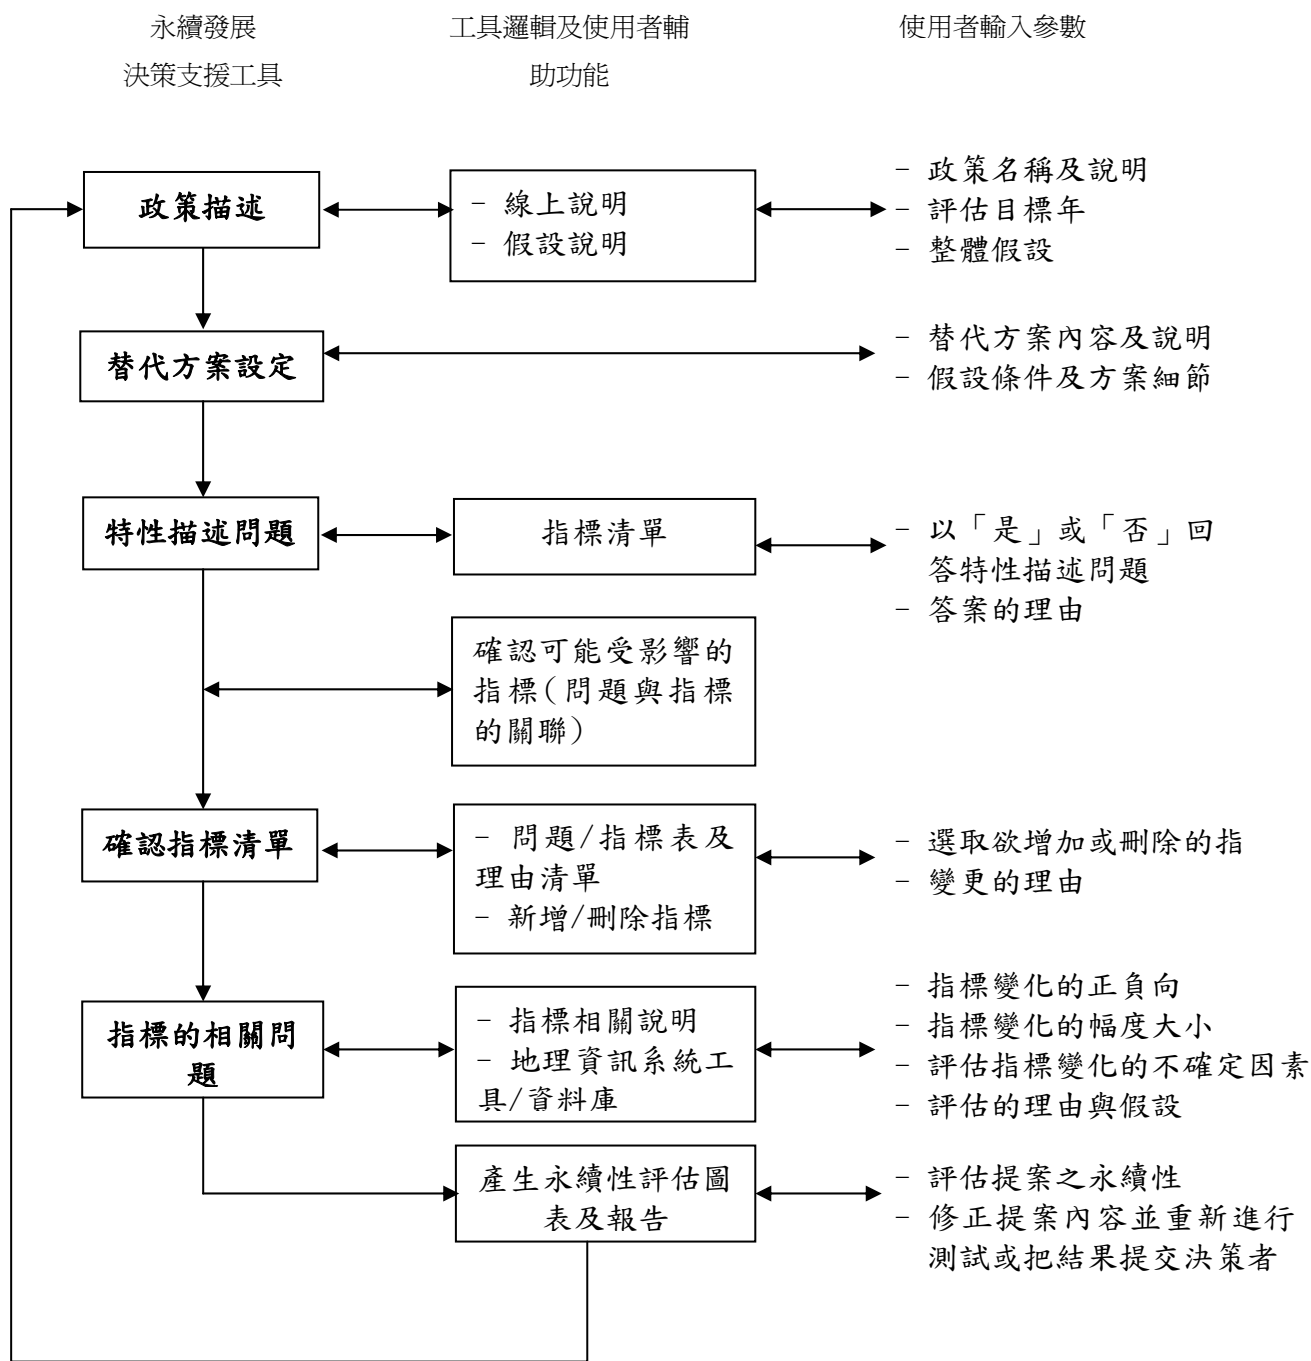 永續發展
決策支援工具
工具邏輯及使用者輔
助功能
使用者輸入參數
政策描述
- 線上說明
- 假設說明
- 政策名稱及說明
- 評估目標年
- 整體假設
替代方案設定
- 替代方案內容及說明
- 假設條件及方案細節
特性描述問題
指標清單
- 以「是」或「否」回
答特性描述問題
- 答案的理由
確認可能受影響的
指標(問題與指標
的關聯)
確認指標清單
- 問題/指標表及
理由清單
- 新增/刪除指標
- 選取欲增加或刪除的指
- 變更的理由
指標的相關問
題
- 指標相關說明
- 地理資訊系統工
具/資料庫
- 指標變化的正負向
- 指標變化的幅度大小
- 評估指標變化的不確定因素
- 評估的理由與假設
產生永續性評估圖
表及報告
- 評估提案之永續性
- 修正提案內容並重新進行
測試或把結果提交決策者